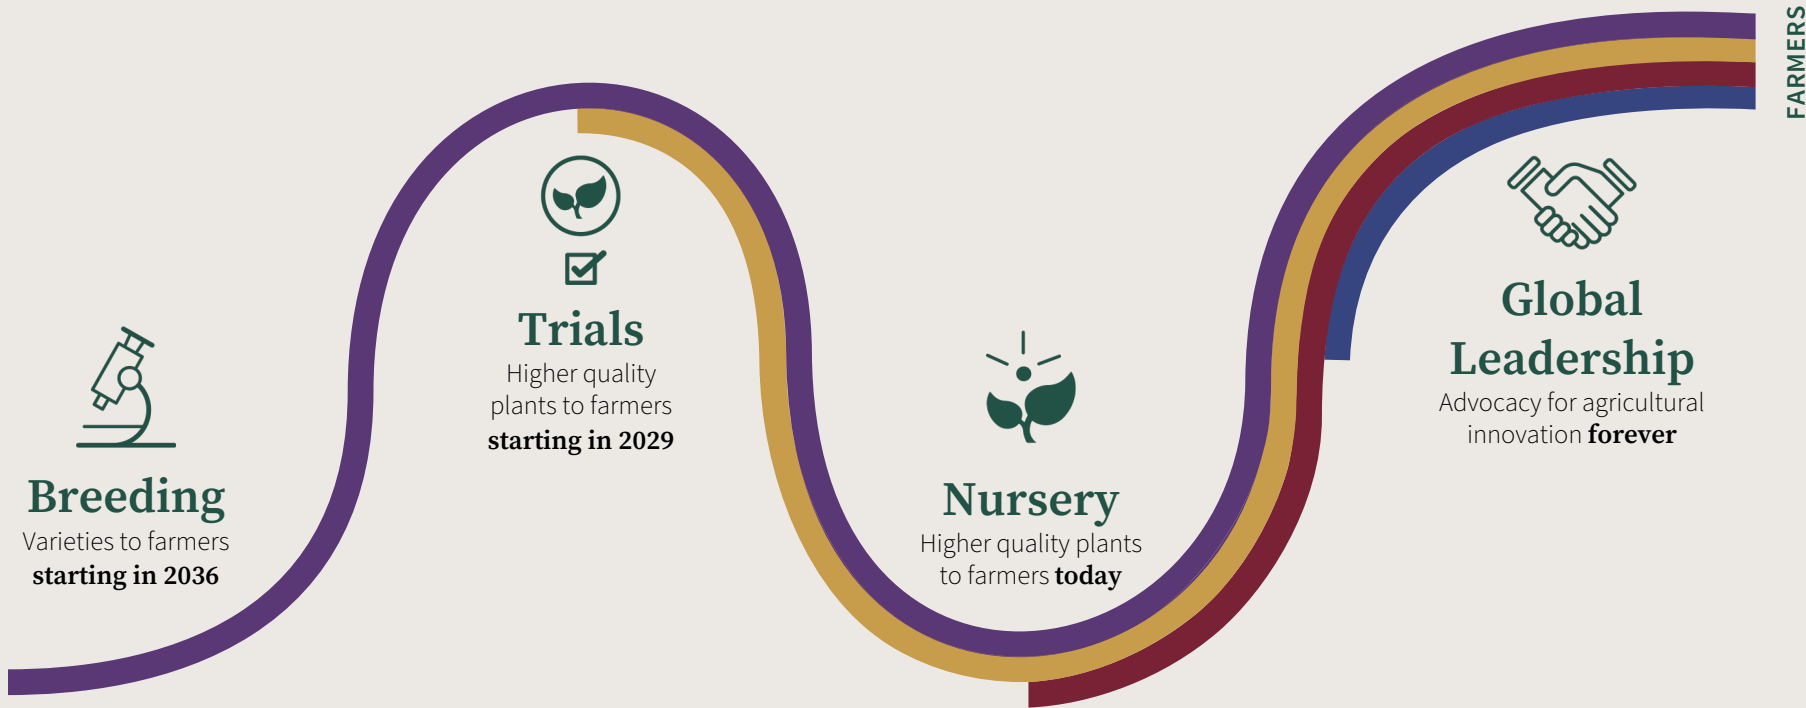 Breeding
Varieties to farmers
starting in 2036
Trials
Higher quality
plants to farmers
starting in 2029
Nursery
Higher quality plants
to farmers today
Global
Leadership
Advocacy for agricultural
innovation forever
FARMERS